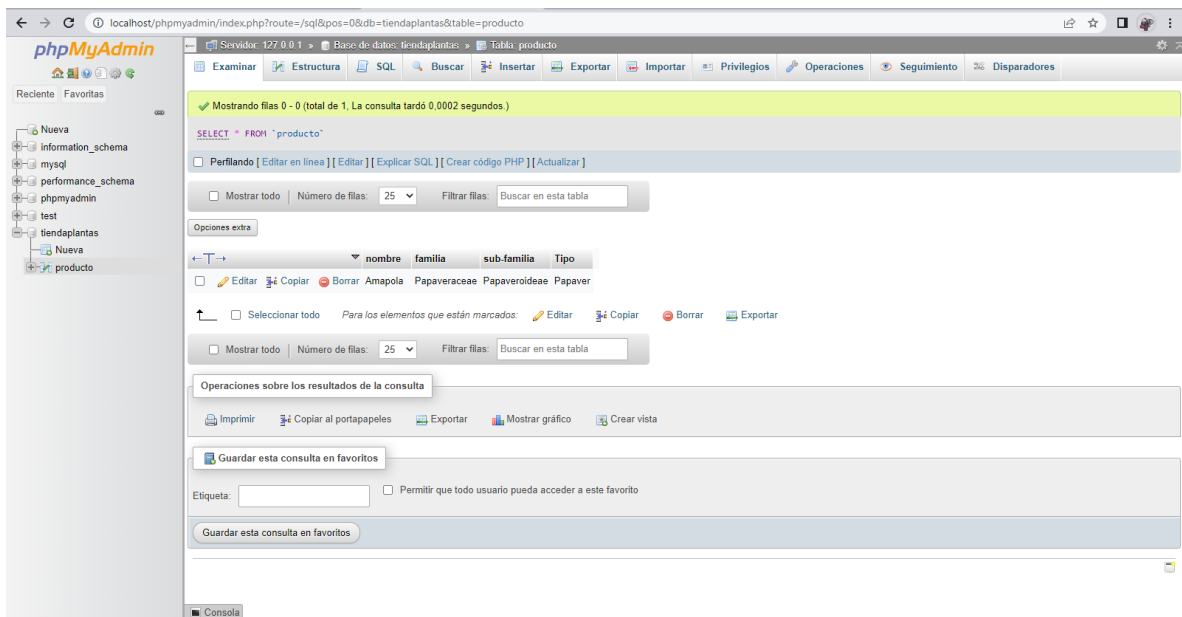 localhost/phpmyadmin/index.php?route=/sql&pos=0&db=tiendaplantas&table=producto
phpMyAdmin
Reciente Favoritas
Nueva
information_schema
mysql
performance_schema
phpmyadmin
test
tiendaplantas
Nueva
producto
Servidor: 127.0.0.1 » Base de datos: tiendaplantas » Tabla: producto
Examinar Estructura SQL Buscar Insertar Exportar Importar Privilegios Operaciones Seguimiento Disparadores
Mostrando filas 0 - 0 (total de 1, La consulta tardó 0,0002 segundos.)
SELECT * FROM `producto`
Perfilando [ Editar en línea ] [ Editar ] [ Explicar SQL ] [ Crear código PHP ] [ Actualizar ]
Mostrar todo Número de filas: 25 Filtrar filas: Buscar en esta tabla
Opciones extra
←T→ nombre familia sub-familia Tipo
Editar Copiar Borrar Amapola Papaveraceae Papaveroideae Papaver
Seleccionar todo Para los elementos que están marcados: Editar Copiar Borrar Exportar
Mostrar todo Número de filas: 25 Filtrar filas: Buscar en esta tabla
Operaciones sobre los resultados de la consulta
Imprimir Copiar al portapapeles Exportar Mostrar gráfico Crear vista
Guardar esta consulta en favoritos
Etiqueta: Permitir que todo usuario pueda acceder a este favorito
Guardar esta consulta en favoritos
Consola